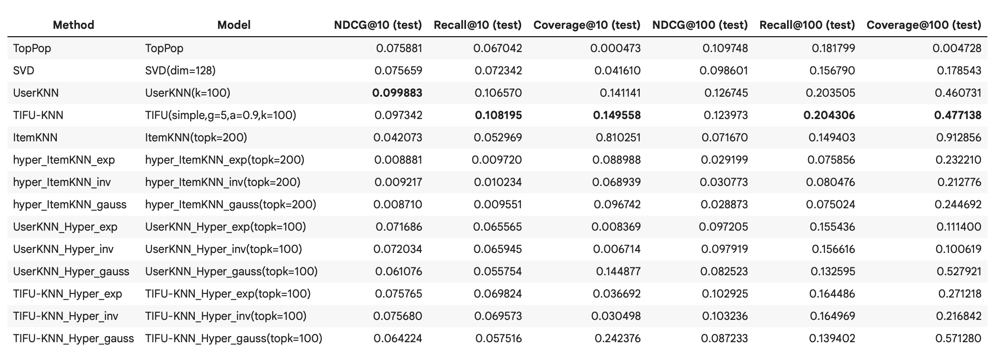 Method Model NDCG@10 (test) Recall@10 (test) Coverage@10 (test) NDCG@100 (test) Recall@100 (test) Coverage@100 (test)
TopPop TopPop 0.075881 0.067042 0.000473 0.109748 0.181799 0.004728
SVD SVD(dim=128) 0.075659 0.072342 0.041610 0.098601 0.156790 0.178543
UserKNN UserKNN(k=100) 0.099883 0.106570 0.141141 0.126745 0.203505 0.460731
TIFU-KNN TIFU(simple,g=5,a=0.9,k=100) 0.097342 0.108195 0.149558 0.123973 0.204306 0.477138
ItemKNN ItemKNN(topk=200) 0.042073 0.052969 0.810251 0.071670 0.149403 0.912856
hyper_ItemKNN_exp hyper_ItemKNN_exp(topk=200) 0.008881 0.009720 0.088988 0.029199 0.075856 0.232210
hyper_ItemKNN_inv hyper_ItemKNN_inv(topk=200) 0.009217 0.010234 0.068939 0.030773 0.080476 0.212776
hyper_ItemKNN_gauss hyper_ItemKNN_gauss(topk=200) 0.008710 0.009551 0.096742 0.028873 0.075024 0.244692
UserKNN_Hyper_exp UserKNN_Hyper_exp(topk=100) 0.071686 0.065565 0.008369 0.097205 0.155436 0.111400
UserKNN_Hyper_inv UserKNN_Hyper_inv(topk=100) 0.072034 0.065945 0.006714 0.097919 0.156616 0.100619
UserKNN_Hyper_gauss UserKNN_Hyper_gauss(topk=100) 0.061076 0.055754 0.144877 0.082523 0.132595 0.527921
TIFU-KNN_Hyper_exp TIFU-KNN_Hyper_exp(topk=100) 0.075765 0.069824 0.036692 0.102925 0.164486 0.271218
TIFU-KNN_Hyper_inv TIFU-KNN_Hyper_inv(topk=100) 0.075680 0.069573 0.030498 0.103236 0.164969 0.216842
TIFU-KNN_Hyper_gauss TIFU-KNN_Hyper_gauss(topk=100) 0.064224 0.057516 0.242376 0.087233 0.139402 0.571280